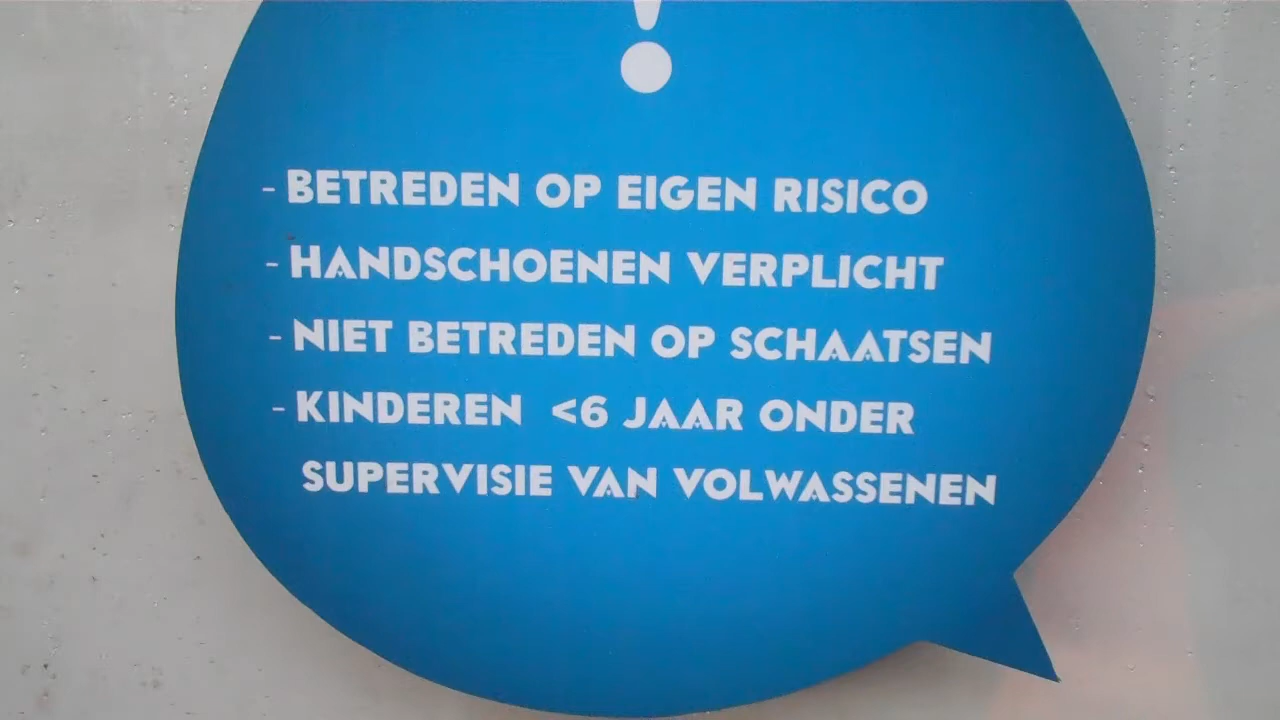 !
- BETREDEN OP EIGEN RISICO
- HANDSCHOENEN VERPLICHT
- NIET BETREDEN OP SCHAATSEN
- KINDEREN <6 JAAR ONDER
SUPERVISIE VAN VOLWASSENEN